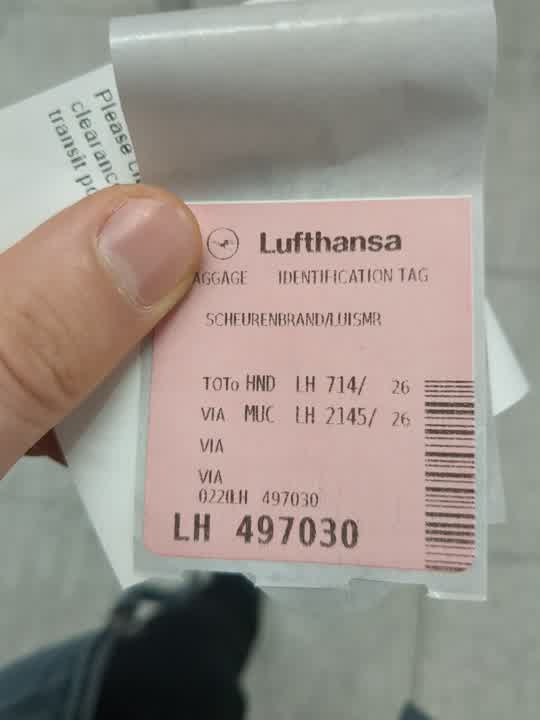 Please
clearanc
transit po
Lufthansa
AGGAGE IDENTIFICATION TAG
SCHEURENBRAND/LUISMR
TOTo HND LH 714/ 26
VIA MUC LH 2145/ 26
VIA
VIA
0220LH 497030
LH 497030